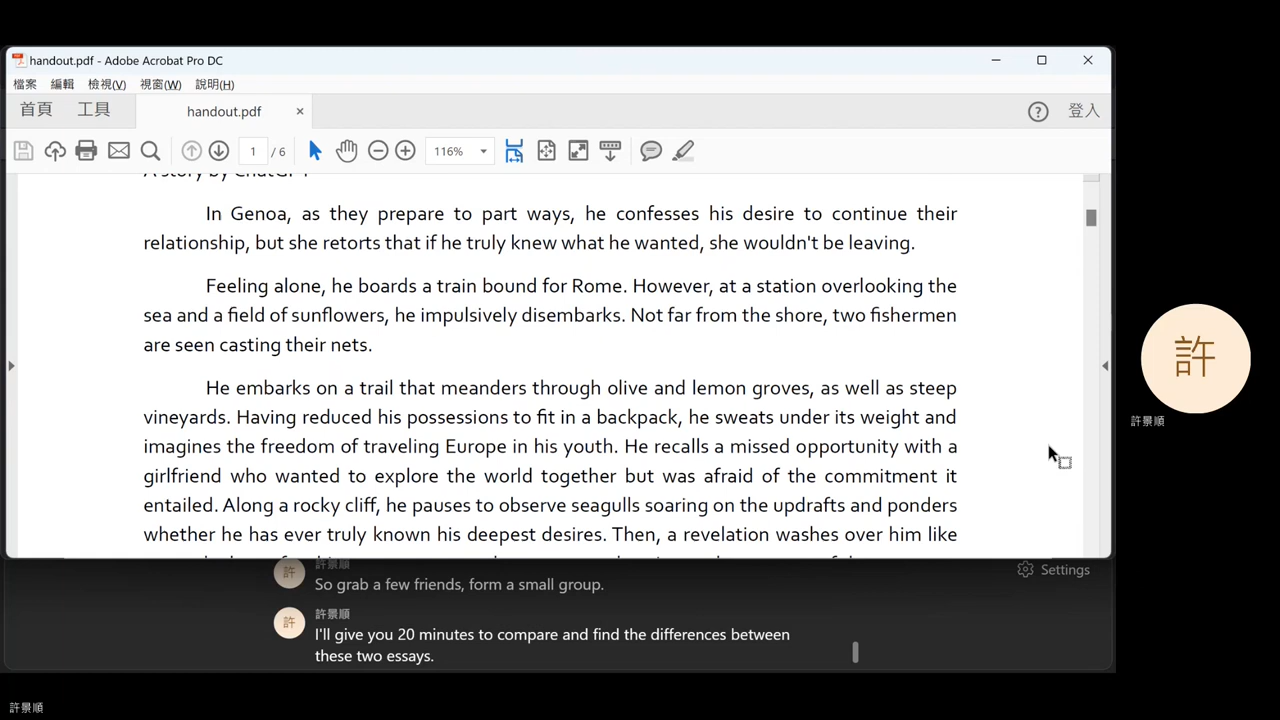 handout.pdf - Adobe Acrobat Pro DC
檔案 編輯 檢視(V) 視窗(W) 說明(H)
首頁 工具 handout.pdf × 登入
1 / 6 116%
A story by ChatGPT
In Genoa, as they prepare to part ways, he confesses his desire to continue their
relationship, but she retorts that if he truly knew what he wanted, she wouldn't be leaving.
Feeling alone, he boards a train bound for Rome. However, at a station overlooking the
sea and a field of sunflowers, he impulsively disembarks. Not far from the shore, two fishermen
are seen casting their nets.
He embarks on a trail that meanders through olive and lemon groves, as well as steep
vineyards. Having reduced his possessions to fit in a backpack, he sweats under its weight and
imagines the freedom of traveling Europe in his youth. He recalls a missed opportunity with a
girlfriend who wanted to explore the world together but was afraid of the commitment it
entailed. Along a rocky cliff, he pauses to observe seagulls soaring on the updrafts and ponders
whether he has ever truly known his deepest desires. Then, a revelation washes over him like
許 許景順
So grab a few friends, form a small group.
Settings
許 許景順
I'll give you 20 minutes to compare and find the differences between
these two essays.
許
許景順
許景順